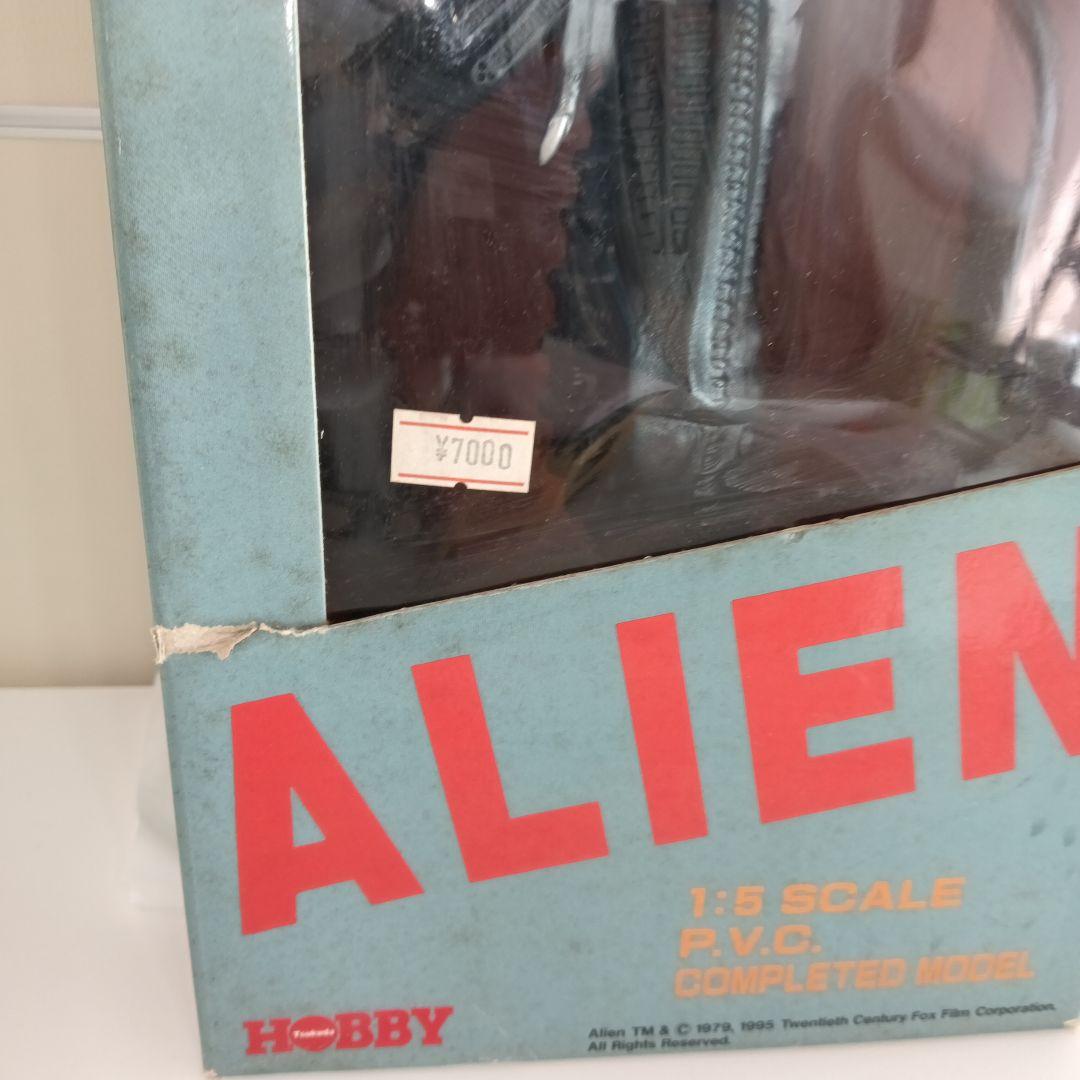 ¥7000
ALIEN
1:5 SCALE
P.V.C.
COMPLETED MODEL
Tsukuda
HOBBY
Alien TM & © 1979, 1995 Twentieth Century Fox Film Corporation.
All Rights Reserved.